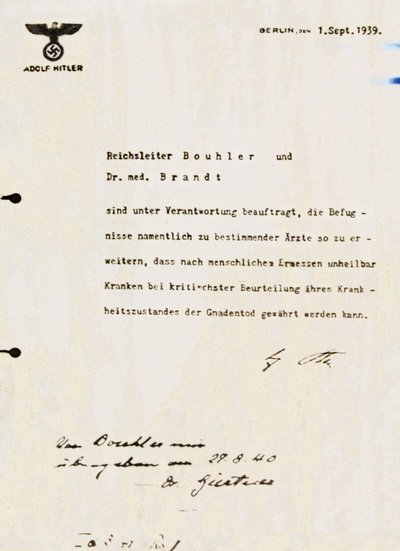 ADOLF HITLER
BERLIN, DEN 1.Sept.1939.
Reichsleiter B o u h l e r und
Dr. med. B r a n d t
sind unter Verantwortung beauftragt, die Befug -
nisse namentlich zu bestimmender Ärzte so zu er -
weitern, dass nach menschlichem Ermessen unheilbar
Kranken bei kritischster Beurteilung ihres Krank -
heitszustandes der Gnadentod gewährt werden kann.
Von Bouhler mir
übergeben am 27.8.40
Dr. Gürtner